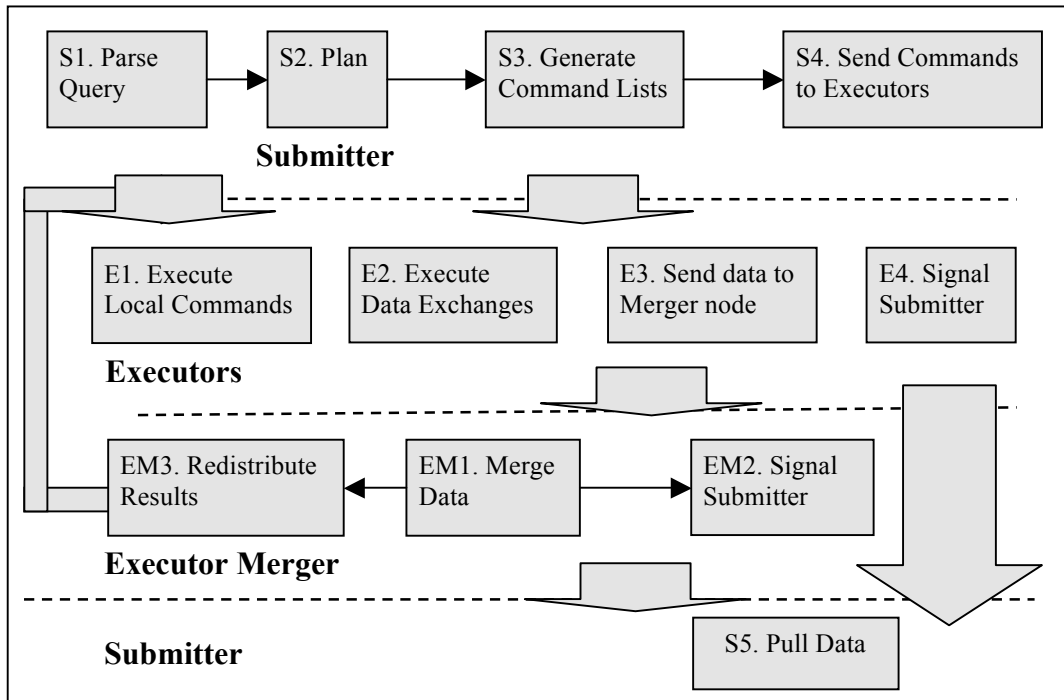 S1. Parse
Query
S2. Plan
S3. Generate
Command Lists
S4. Send Commands
to Executors
Submitter
E1. Execute
Local Commands
E2. Execute
Data Exchanges
E3. Send data to
Merger node
E4. Signal
Submitter
Executors
EM3. Redistribute
Results
EM1. Merge
Data
EM2. Signal
Submitter
Executor Merger
S5. Pull Data
Submitter